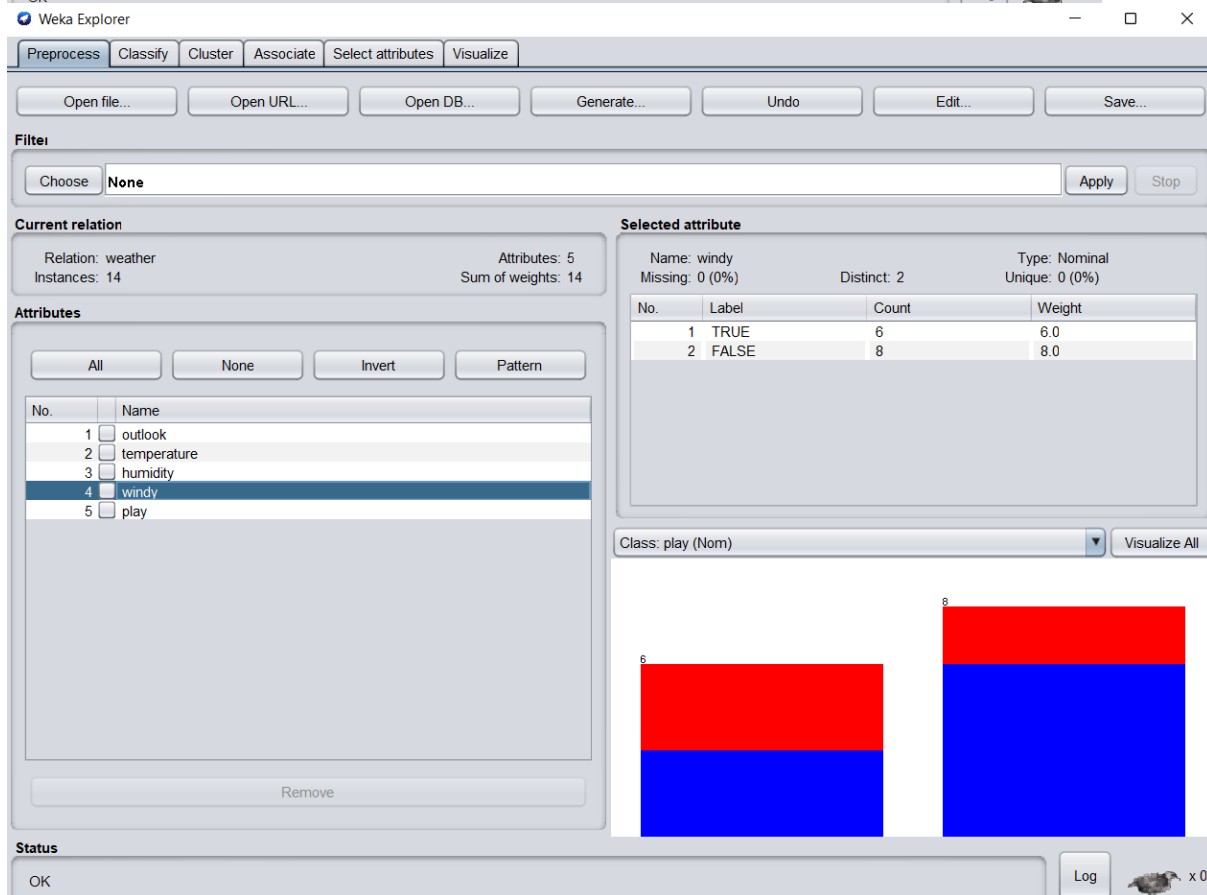 OK
Weka Explorer
Preprocess Classify Cluster Associate Select attributes Visualize
Open file... Open URL... Open DB... Generate... Undo Edit... Save...
Filter
Choose None Apply Stop
Current relation
Relation: weather Attributes: 5
Instances: 14 Sum of weights: 14
Attributes
All None Invert Pattern
No. Name
1 outlook
2 temperature
3 humidity
4 windy
5 play
Remove
Selected attribute
Name: windy Type: Nominal
Missing: 0 (0%) Distinct: 2 Unique: 0 (0%)
No. Label Count Weight
1 TRUE 6 6.0
2 FALSE 8 8.0
Class: play (Nom) Visualize All
8
6
Status
OK Log x 0